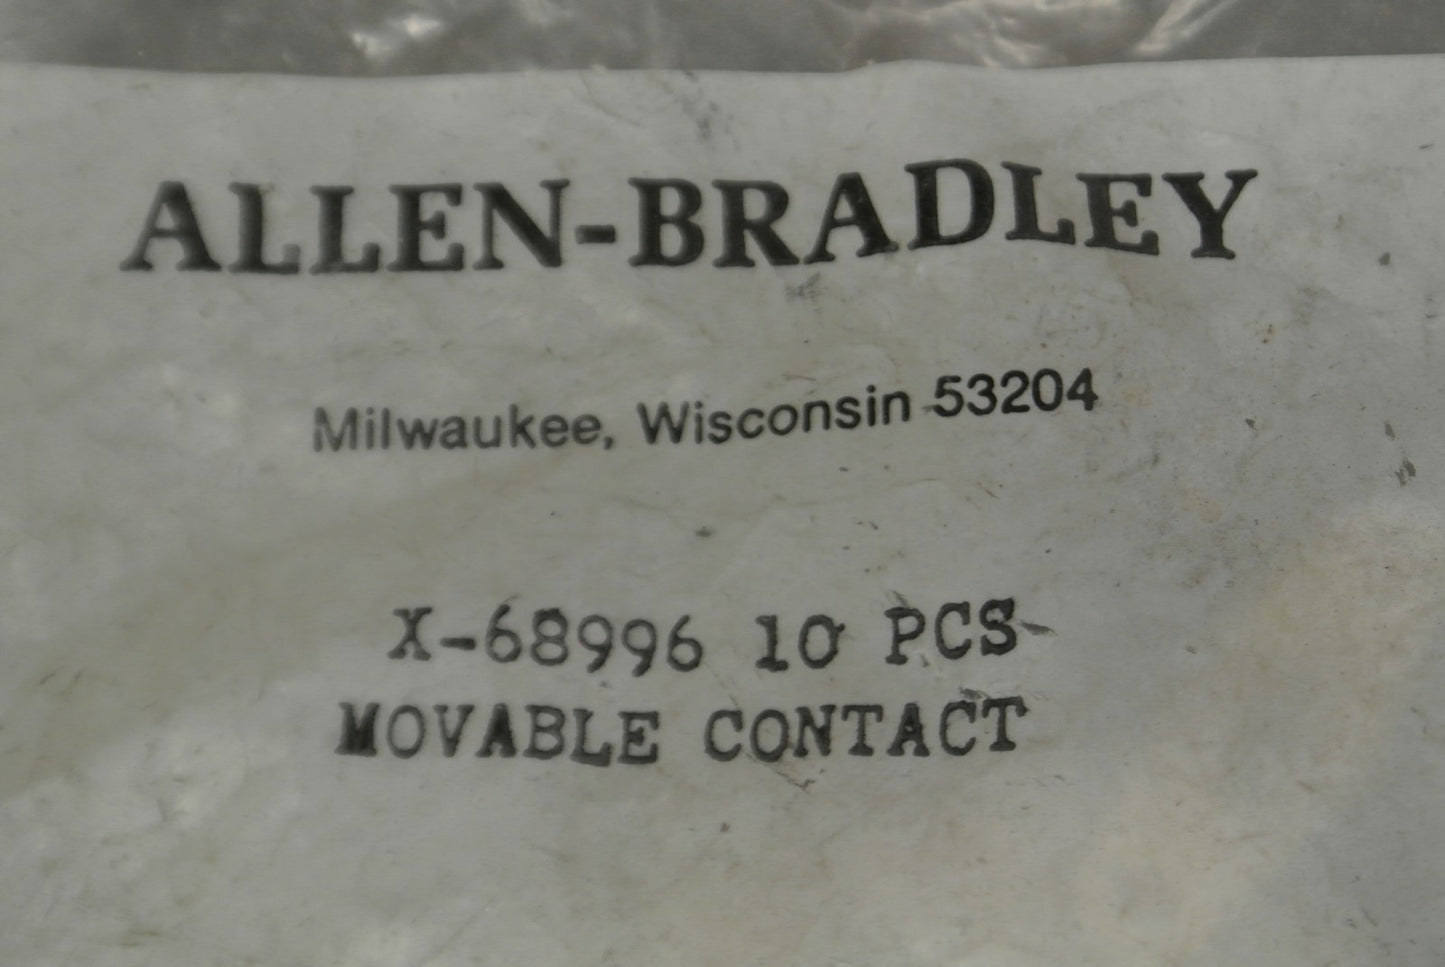 ALLEN-BRADLEY
Milwaukee, Wisconsin 53204
X-68996 10 PCS
MOVABLE CONTACT